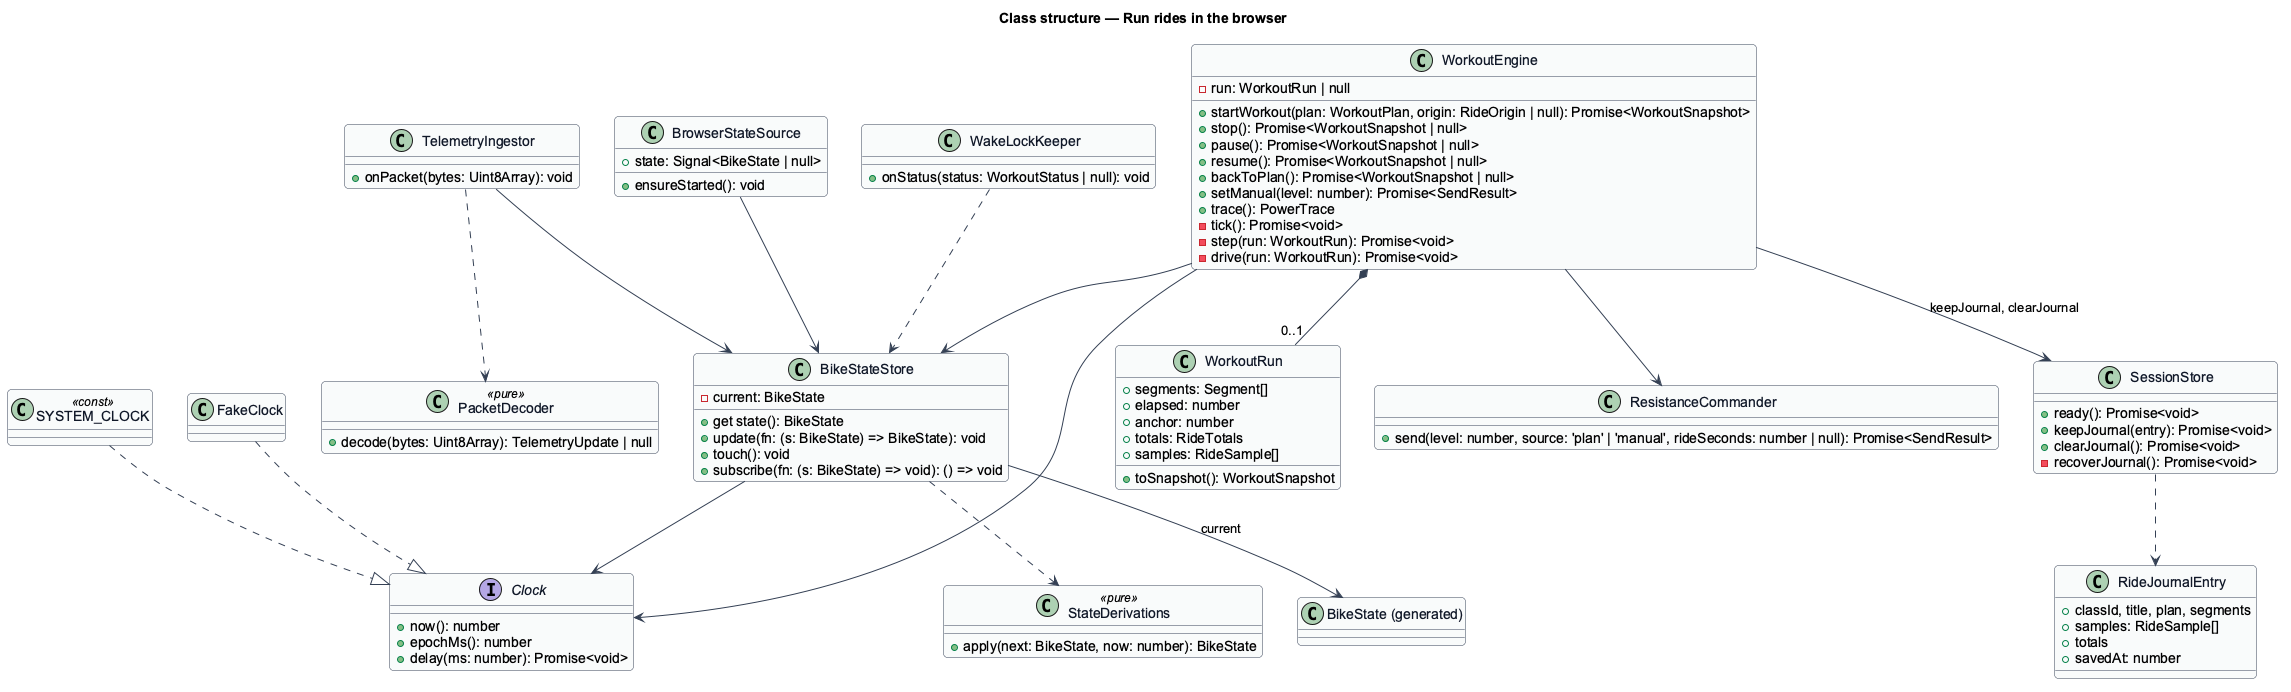 Class structure — Run rides in the browser
C WorkoutEngine
run: WorkoutRun | null
startWorkout(plan: WorkoutPlan, origin: RideOrigin | null): Promise<WorkoutSnapshot>
stop(): Promise<WorkoutSnapshot | null>
pause(): Promise<WorkoutSnapshot | null>
resume(): Promise<WorkoutSnapshot | null>
backToPlan(): Promise<WorkoutSnapshot | null>
setManual(level: number): Promise<SendResult>
trace(): PowerTrace
tick(): Promise<void>
step(run: WorkoutRun): Promise<void>
drive(run: WorkoutRun): Promise<void>
C TelemetryIngestor
onPacket(bytes: Uint8Array): void
C BrowserStateSource
state: Signal<BikeState | null>
ensureStarted(): void
C WakeLockKeeper
onStatus(status: WorkoutStatus | null): void
keepJournal, clearJournal
0..1
C SYSTEM_CLOCK
«const»
C FakeClock
C PacketDecoder
«pure»
decode(bytes: Uint8Array): TelemetryUpdate | null
C BikeStateStore
current: BikeState
get state(): BikeState
update(fn: (s: BikeState) => BikeState): void
touch(): void
subscribe(fn: (s: BikeState) => void): () => void
C WorkoutRun
segments: Segment[]
elapsed: number
anchor: number
totals: RideTotals
samples: RideSample[]
toSnapshot(): WorkoutSnapshot
C ResistanceCommander
send(level: number, source: 'plan' | 'manual', rideSeconds: number | null): Promise<SendResult>
C SessionStore
ready(): Promise<void>
keepJournal(entry): Promise<void>
clearJournal(): Promise<void>
recoverJournal(): Promise<void>
current
I Clock
now(): number
epochMs(): number
delay(ms: number): Promise<void>
C StateDerivations
«pure»
apply(next: BikeState, now: number): BikeState
C BikeState (generated)
C RideJournalEntry
classId, title, plan, segments
samples: RideSample[]
totals
savedAt: number